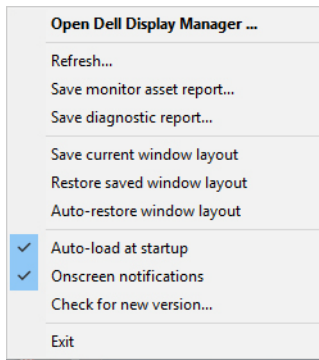 Open Dell Display Manager ...
Refresh...
Save monitor asset report...
Save diagnostic report...
Save current window layout
Restore saved window layout
Auto-restore window layout
Auto-load at startup
Onscreen notifications
Check for new version...
Exit